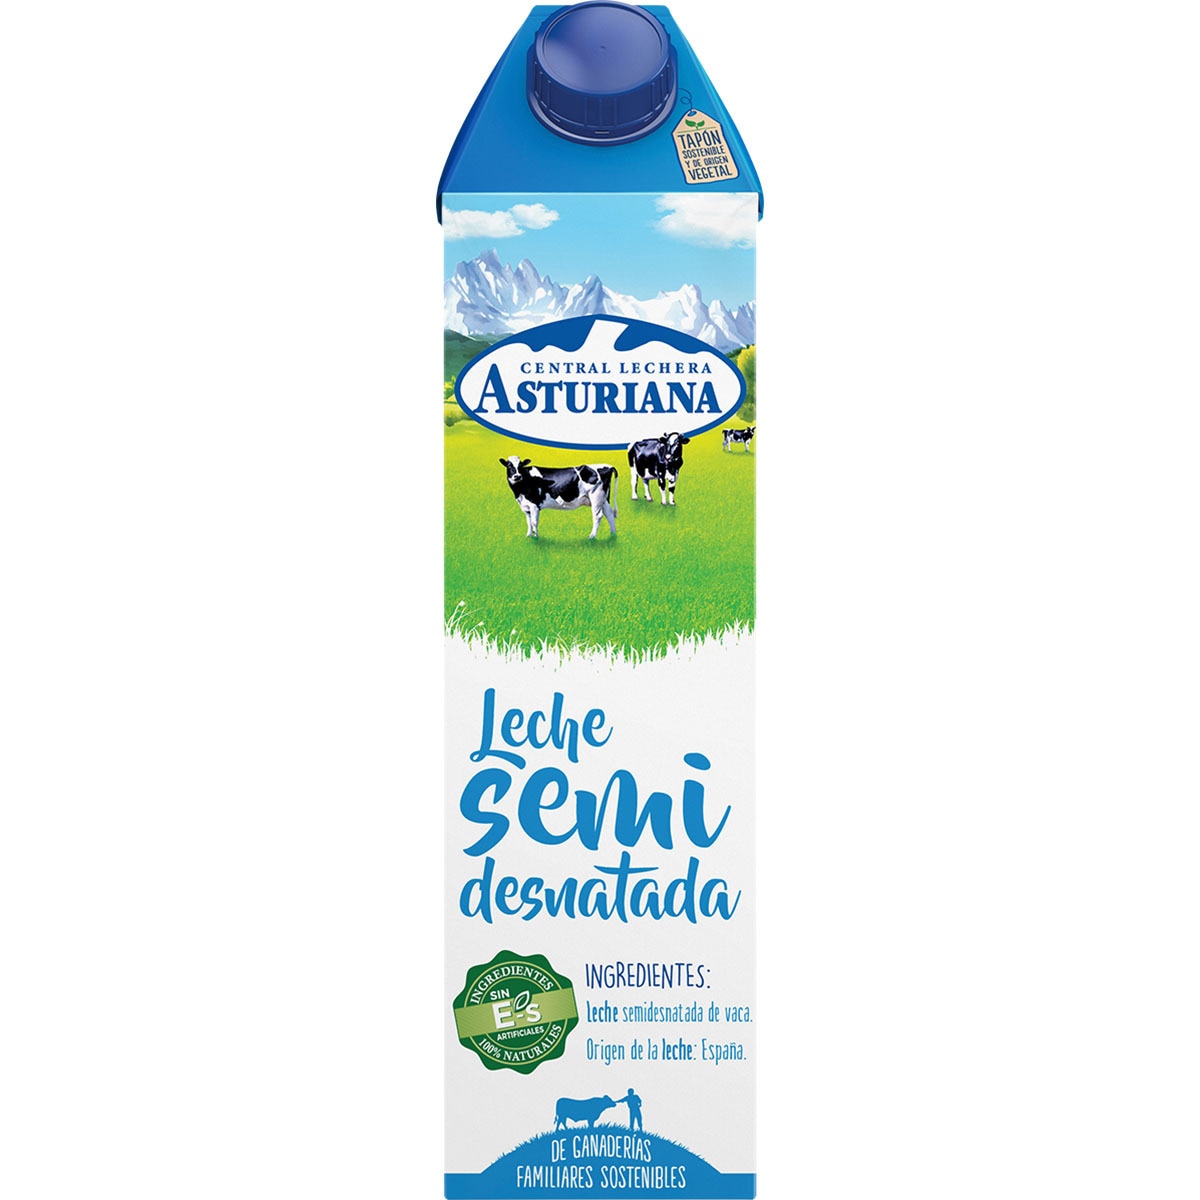 TAPÓN
SOSTENIBLE
Y DE ORIGEN
VEGETAL
CENTRAL LECHERA
ASTURIANA
Leche
semi
desnatada
INGREDIENTES
SIN
E-s
ARTIFICIALES
100% NATURALES
INGREDIENTES:
leche semidesnatada de vaca.
Origen de la leche: España.
DE GANADERÍAS
FAMILIARES SOSTENIBLES